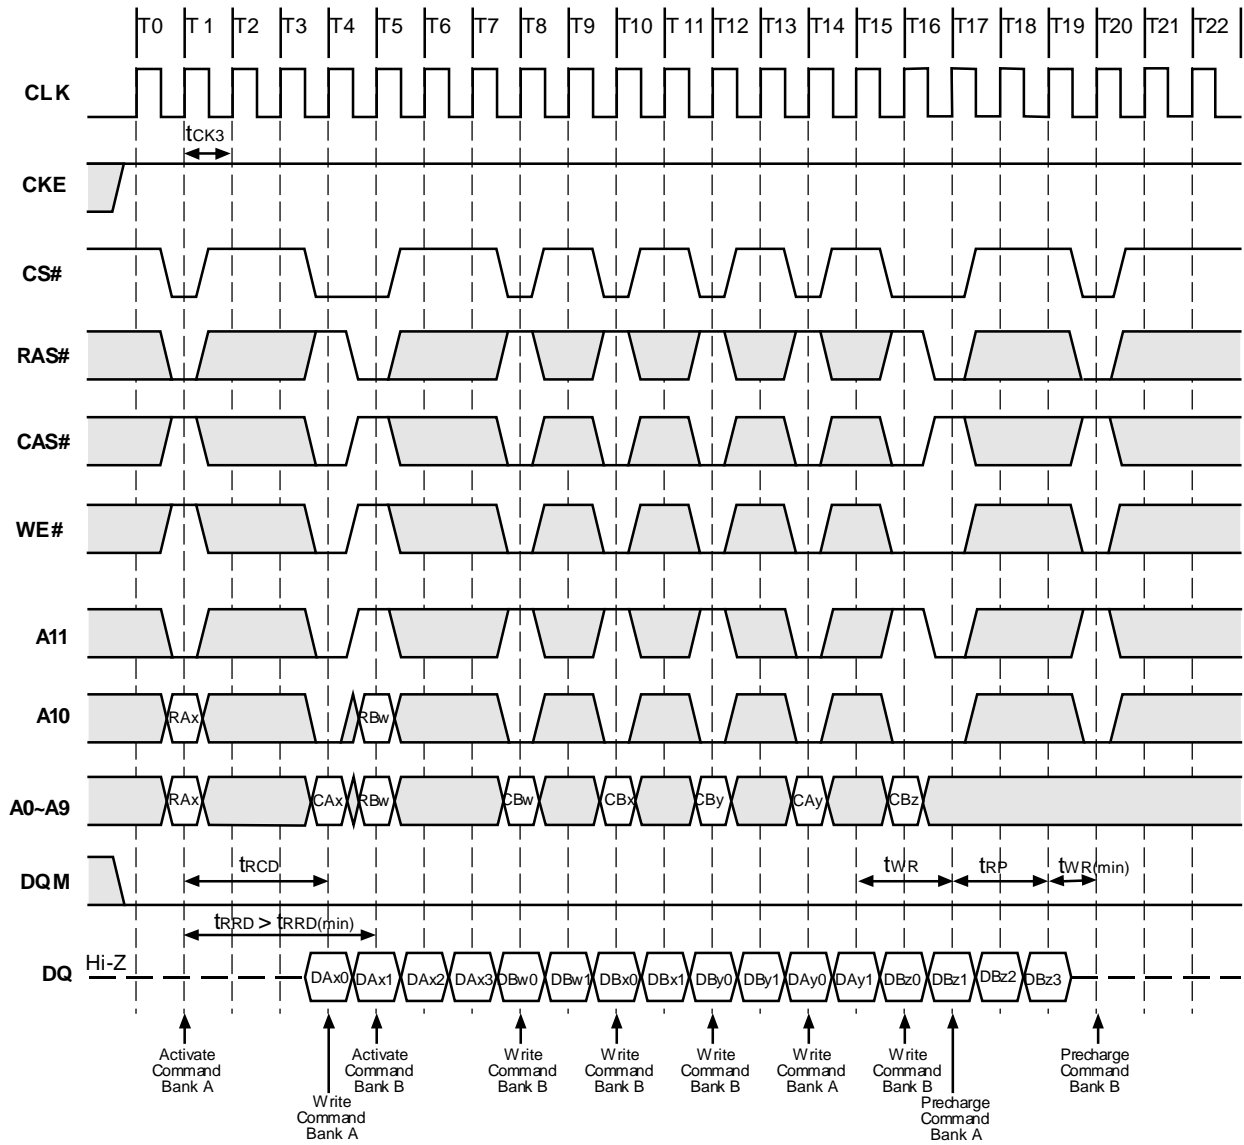 T0 T 1 T2 T3 T4 T5 T6 T7 T8 T9 T10 T 11 T12 T13 T14 T15 T16 T17 T18 T19 T20 T21 T22
CLK
tCK3
CKE
CS#
RAS#
CAS#
WE#
A11
A10 RAx RBw
A0~A9 RAx CAx RBw CBw CBx CBy CAy CBz
DQM tRCD tWR tRP tWR(min)
tRRD > tRRD(min)
DQ Hi-Z DAx0 DAx1 DAx2 DAx3 DBw0 DBw1 DBx0 DBx1 DBy0 DBy1 DAy0 DAy1 DBz0 DBz1 DBz2 DBz3
Activate
Command
Bank A
Write
Command
Bank A
Activate
Command
Bank B
Write
Command
Bank B
Write
Command
Bank B
Write
Command
Bank B
Write
Command
Bank A
Write
Command
Bank B
Precharge
Command
Bank A
Precharge
Command
Bank B